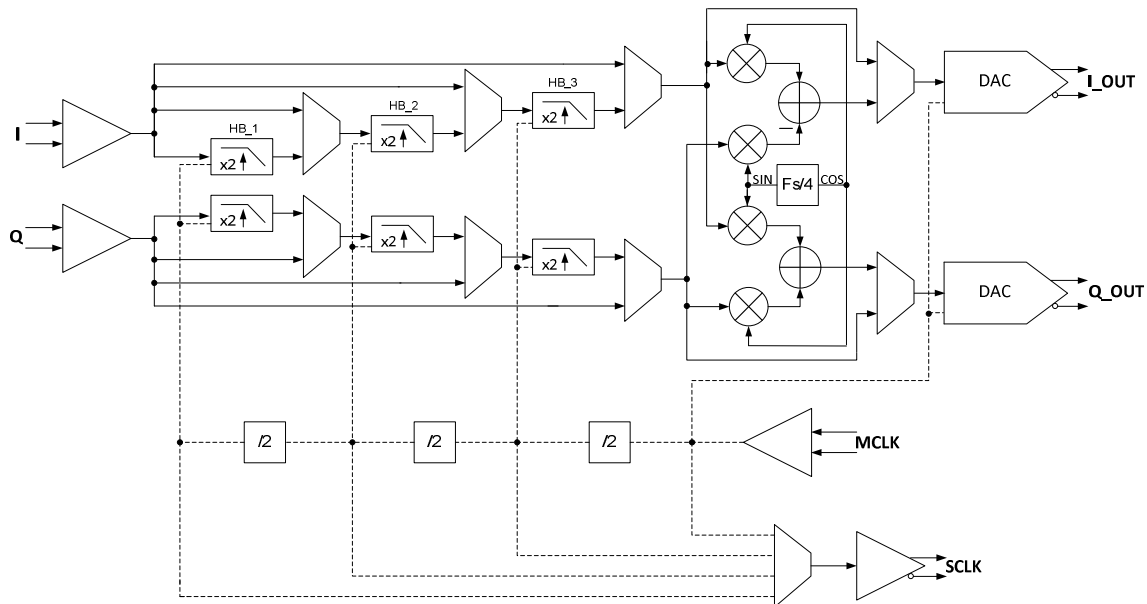 DAC
I_OUT
HB_3
HB_2
HB_1
I
x2
x2
x2
SIN
Fs/4
COS
Q
x2
x2
x2
DAC
Q_OUT
/2
/2
/2
MCLK
SCLK